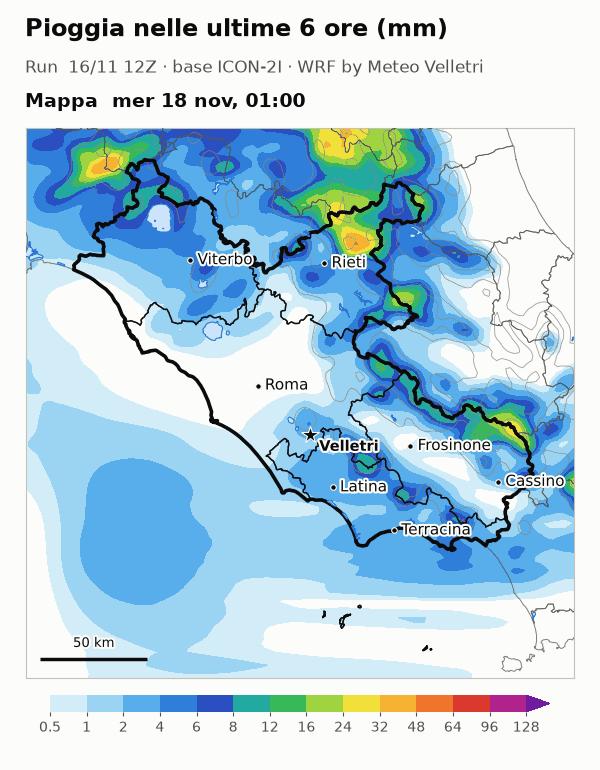 Pioggia nelle ultime 6 ore (mm)
Run  16/11 12Z · base ICON-2I · WRF by Meteo Velletri
Mappa  mer 18 nov, 01:00
Viterbo
Rieti
Roma
Velletri
Frosinone
Latina
Cassino
Terracina
50 km
0.5 1 2 4 6 8 12 16 24 32 48 64 96 128